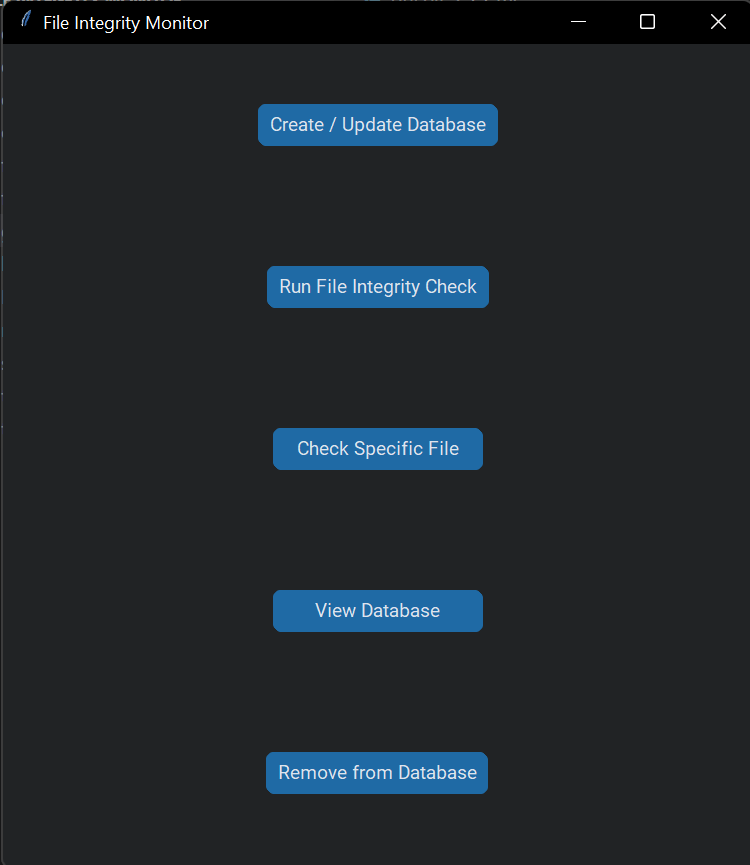 File Integrity Monitor
Create / Update Database
Run File Integrity Check
Check Specific File
View Database
Remove from Database